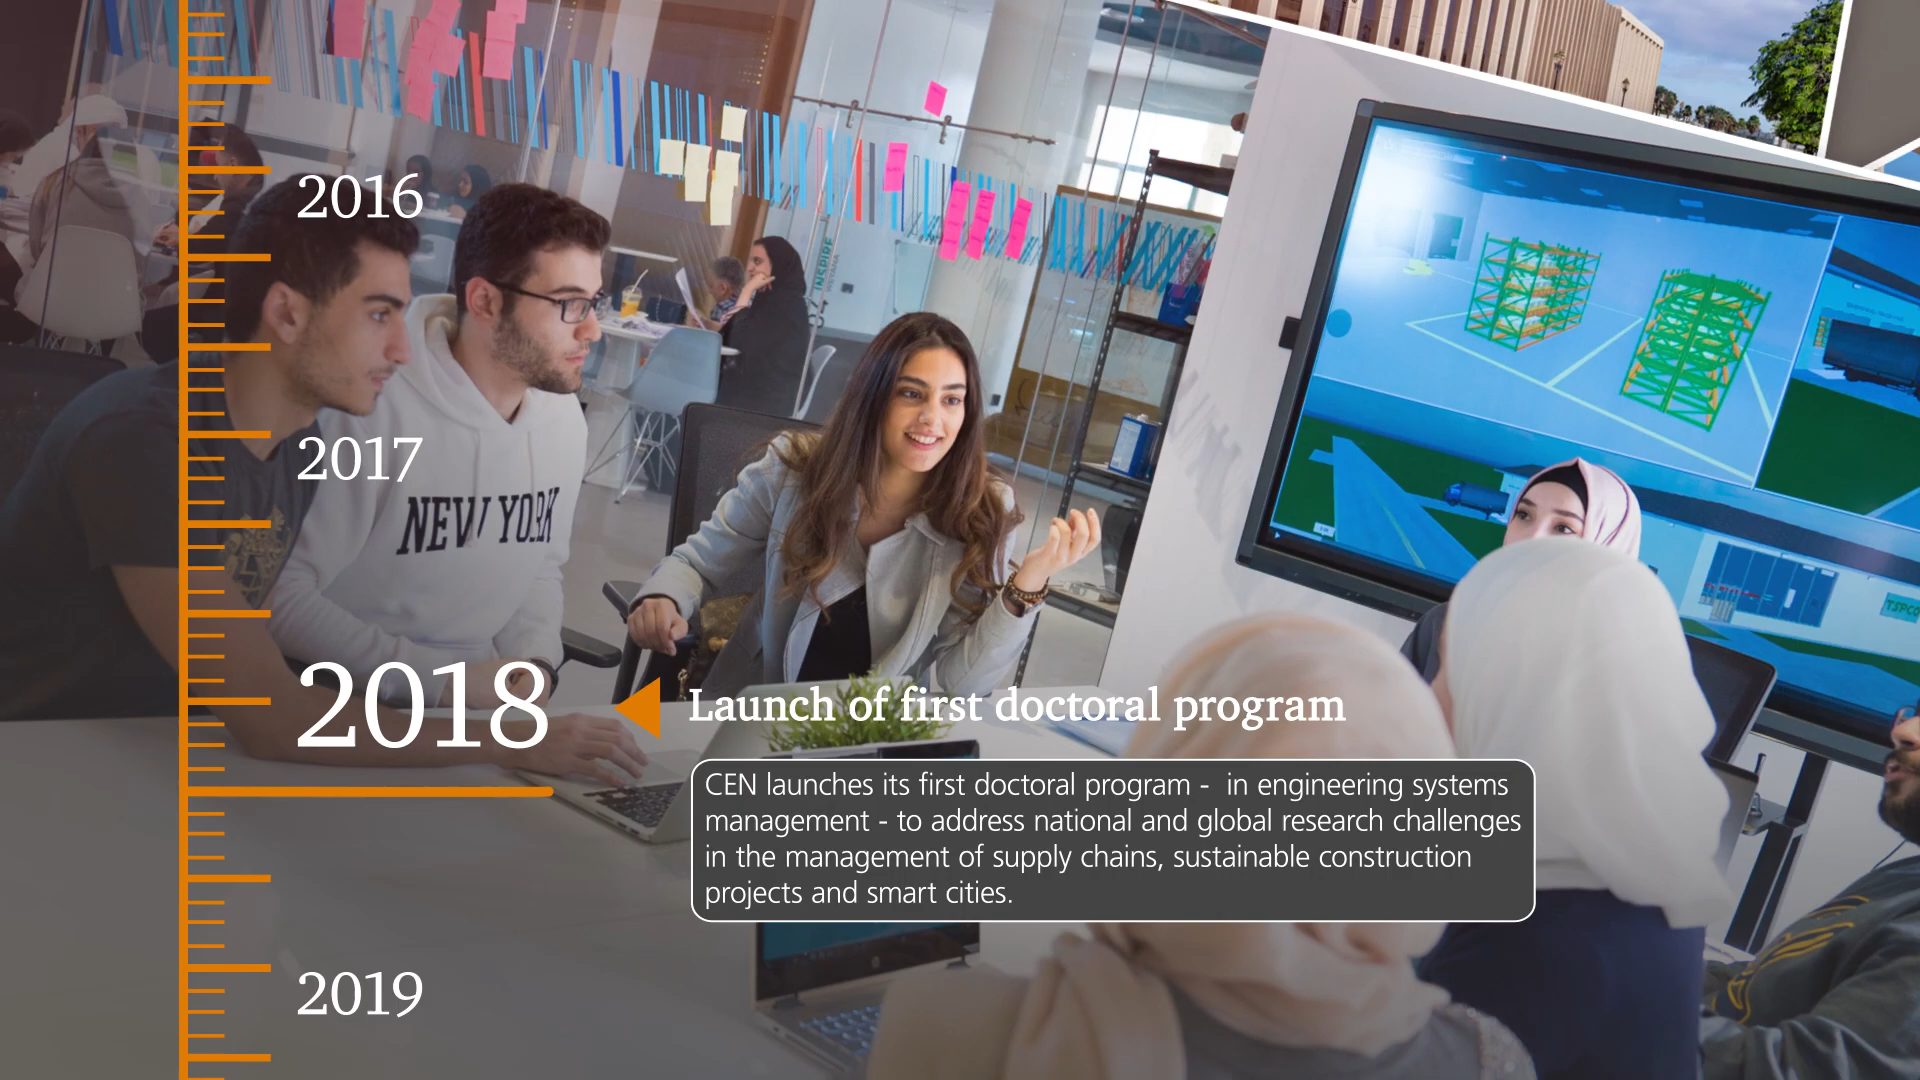 2016
INSPIRE
2017
NEW YORK
2018
Launch of first doctoral program
CEN launches its first doctoral program - in engineering systems
management - to address national and global research challenges
in the management of supply chains, sustainable construction
projects and smart cities.
2019